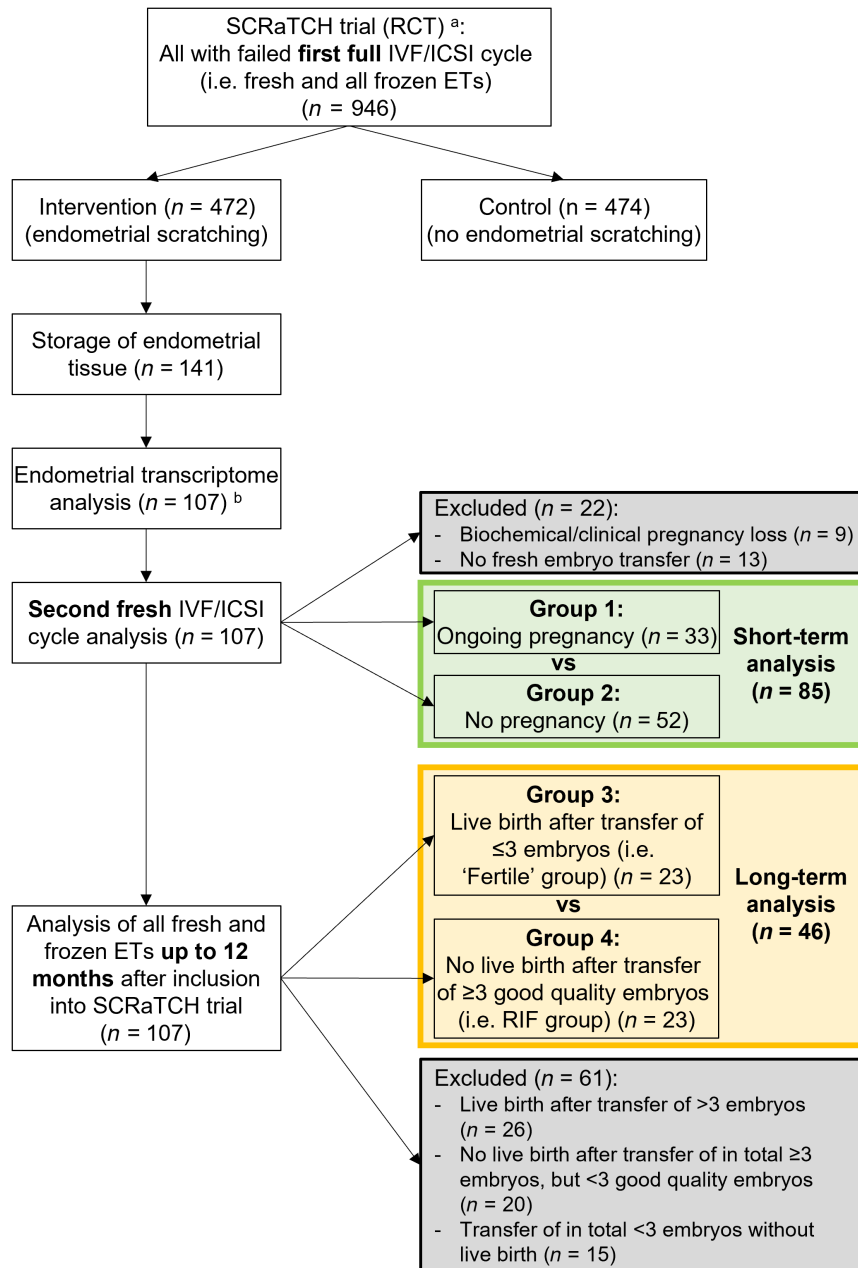 SCRaTCH trial (RCT) ᵃ:
All with failed first full IVF/ICSI cycle
(i.e. fresh and all frozen ETs)
(n = 946)
Intervention (n = 472)
(endometrial scratching)
Control (n = 474)
(no endometrial scratching)
Storage of endometrial
tissue (n = 141)
Endometrial transcriptome
analysis (n = 107) ᵇ
Excluded (n = 22):
- Biochemical/clinical pregnancy loss (n = 9)
- No fresh embryo transfer (n = 13)
Second fresh IVF/ICSI
cycle analysis (n = 107)
Group 1:
Ongoing pregnancy (n = 33)
vs
Group 2:
No pregnancy (n = 52)
Short-term
analysis
(n = 85)
Group 3:
Live birth after transfer of
≤3 embryos (i.e.
‘Fertile’ group) (n = 23)
vs
Group 4:
No live birth after transfer
of ≥3 good quality embryos
(i.e. RIF group) (n = 23)
Long-term
analysis
(n = 46)
Analysis of all fresh and
frozen ETs up to 12
months after inclusion
into SCRaTCH trial
(n = 107)
Excluded (n = 61):
- Live birth after transfer of >3 embryos
(n = 26)
- No live birth after transfer of in total ≥3
embryos, but <3 good quality embryos
(n = 20)
- Transfer of in total <3 embryos without
live birth (n = 15)